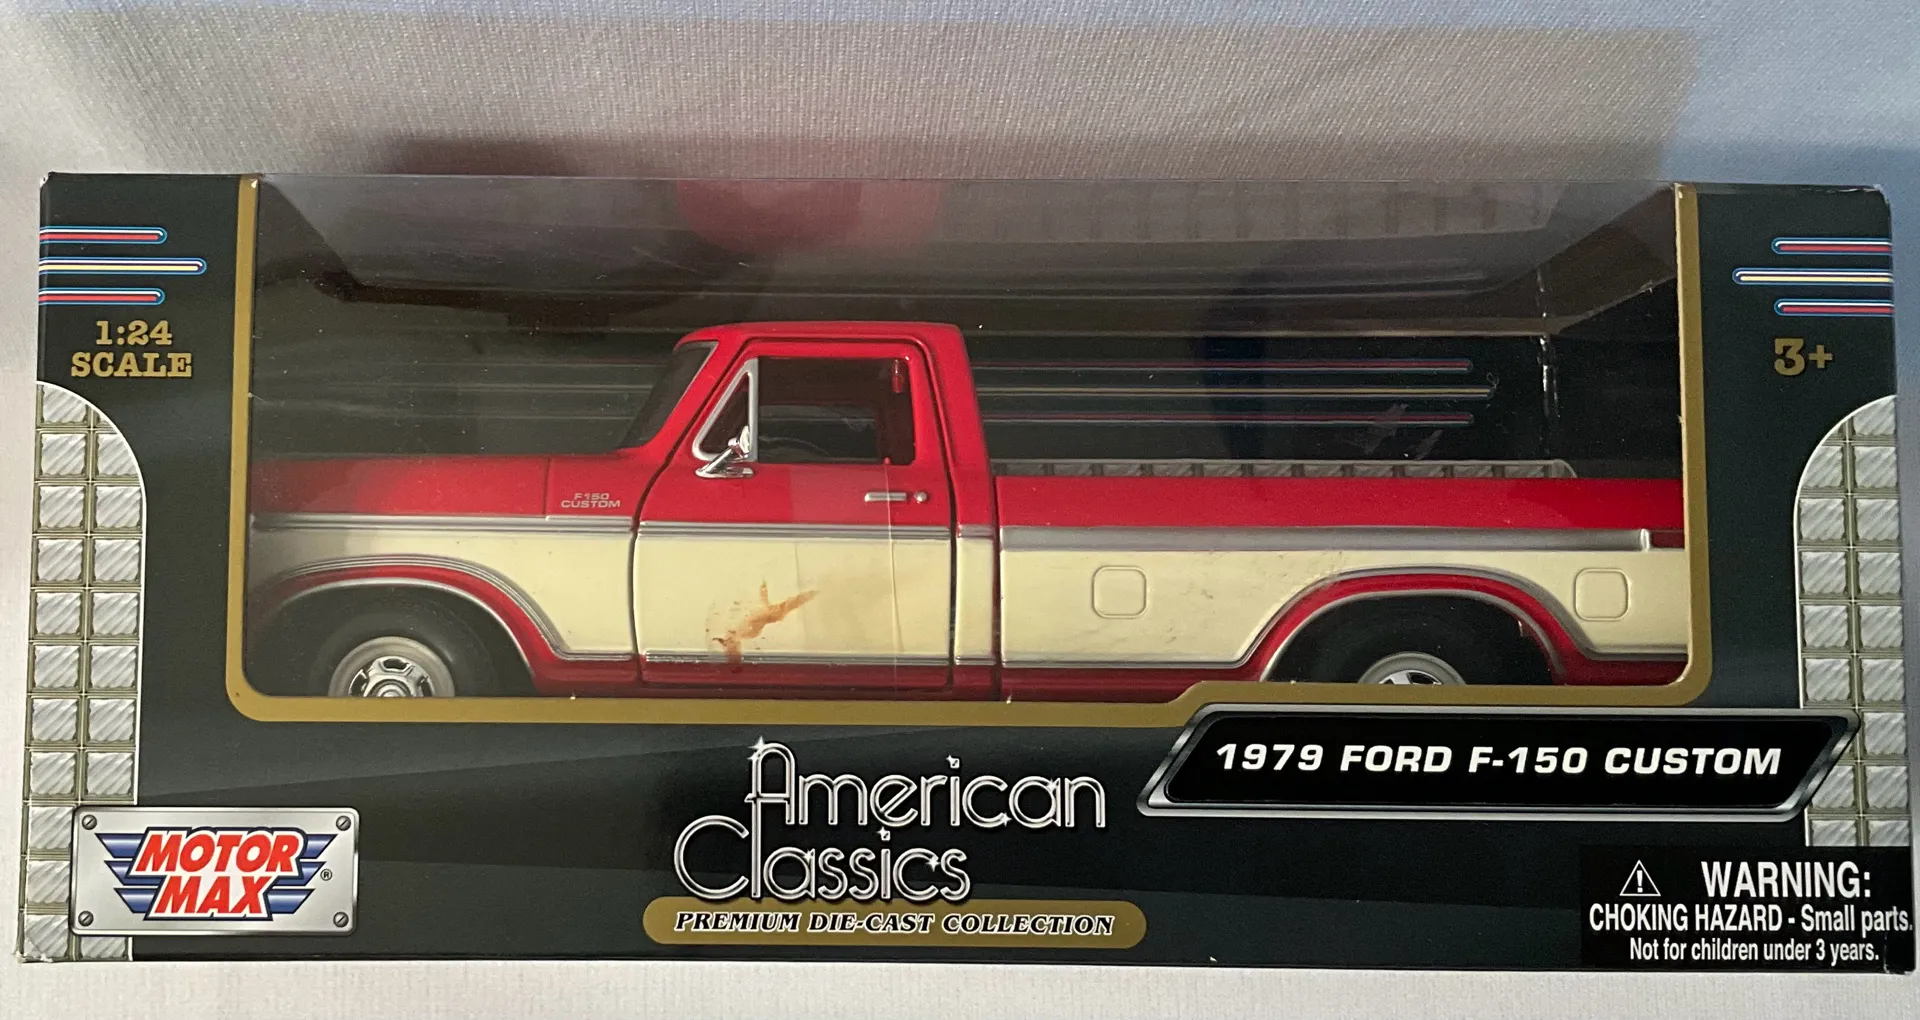 1:24
SCALE
3+
F150
CUSTOM
1979 FORD F-150 CUSTOM
American
Classics
PREMIUM DIE-CAST COLLECTION
MOTOR
MAX®
WARNING:
CHOKING HAZARD - Small parts.
Not for children under 3 years.